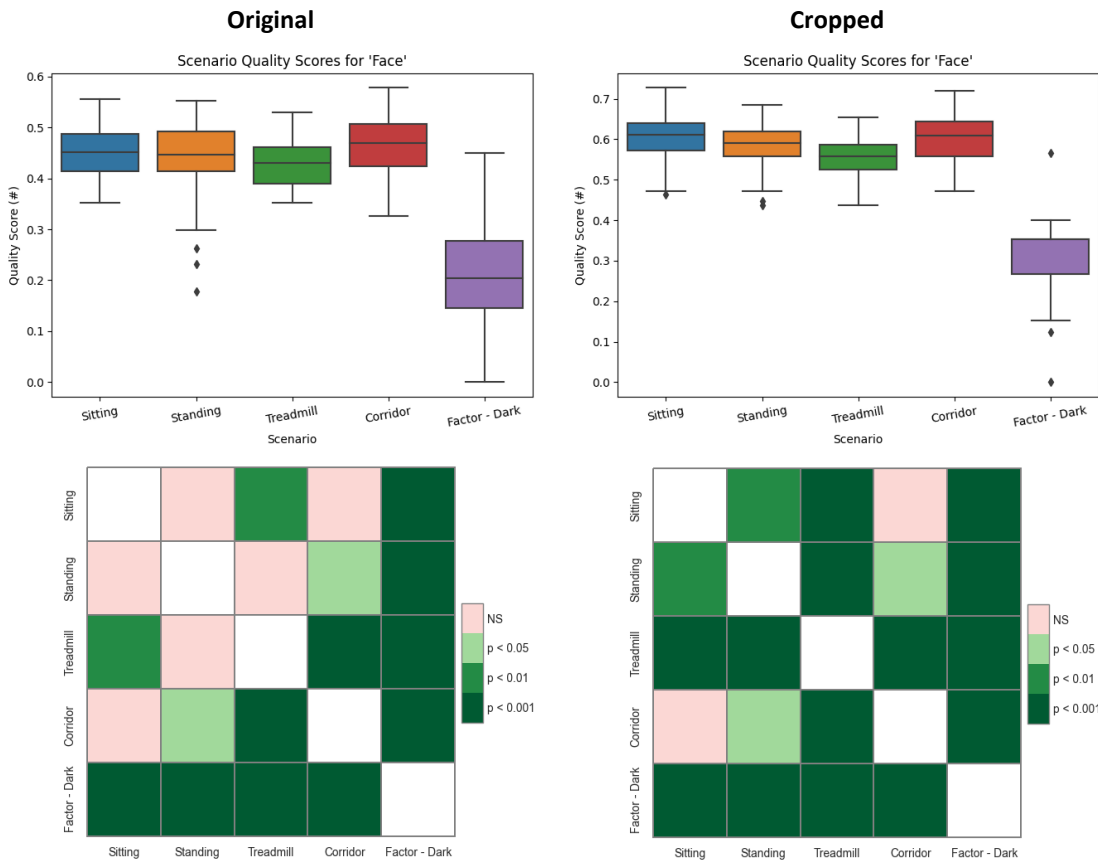 Original
Cropped
Scenario Quality Scores for 'Face'
0.6
0.5
0.4
0.3
0.2
0.1
0.0
Quality Score (#)
Sitting
Standing
Treadmill
Corridor
Factor - Dark
Scenario
Scenario Quality Scores for 'Face'
0.7
0.6
0.5
0.4
0.3
0.2
0.1
0.0
Quality Score (#)
Sitting
Standing
Treadmill
Corridor
Factor - Dark
Scenario
Sitting
Standing
Treadmill
Corridor
Factor - Dark
Sitting
Standing
Treadmill
Corridor
Factor - Dark
NS
p < 0.05
p < 0.01
p < 0.001
Sitting
Standing
Treadmill
Corridor
Factor - Dark
Sitting
Standing
Treadmill
Corridor
Factor - Dark
NS
p < 0.05
p < 0.01
p < 0.001